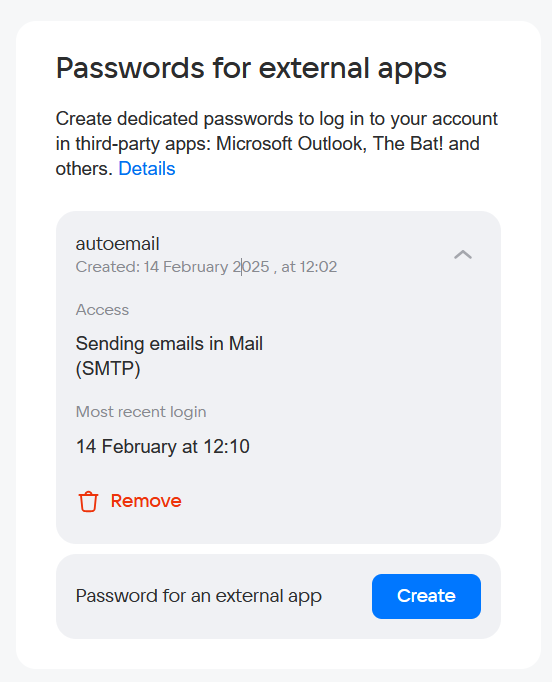 Passwords for external apps
Create dedicated passwords to log in to your account
in third-party apps: Microsoft Outlook, The Bat! and
others. Details
autoemail
Created: 14 February 2025 , at 12:02
Access
Sending emails in Mail
(SMTP)
Most recent login
14 February at 12:10
Remove
Password for an external app
Create